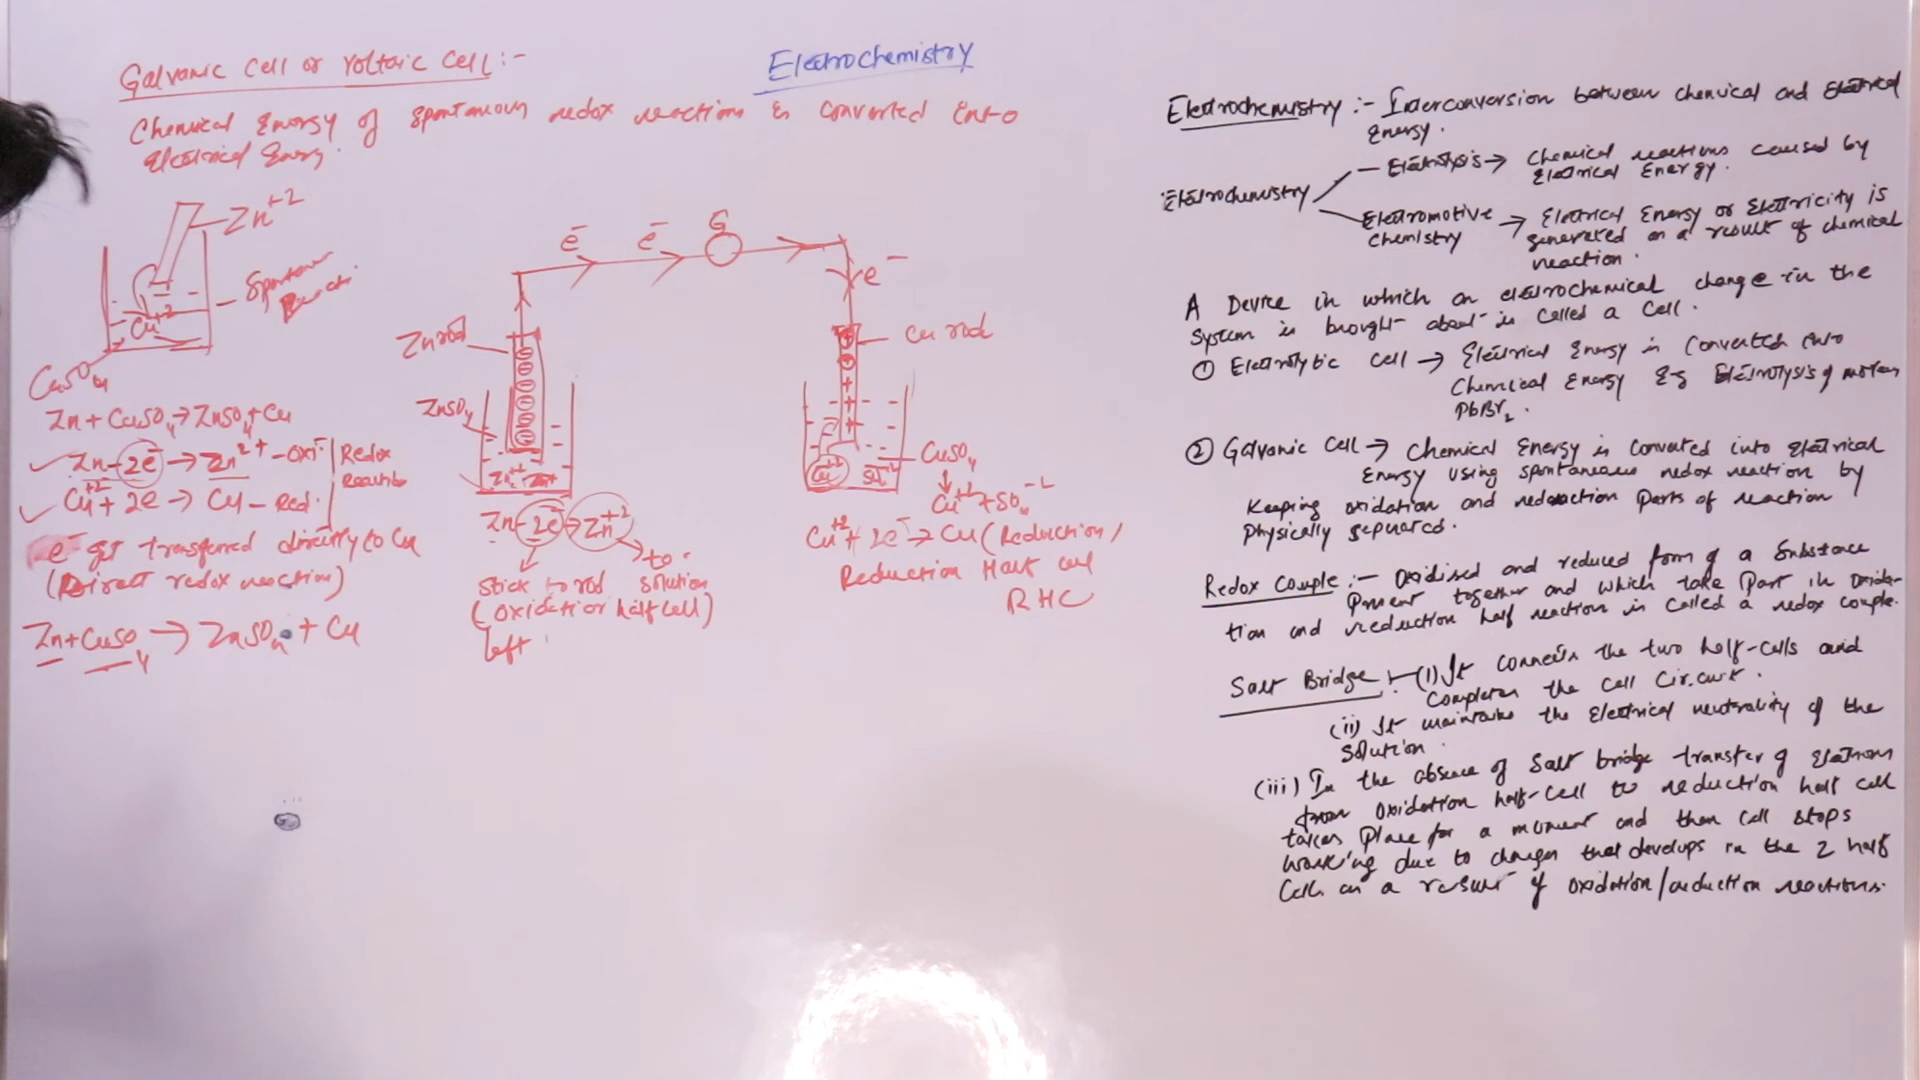 Electrochemistry
Galvanic Cell or Voltaic Cell :-
Chemical Energy of spontaneous redox reactions is converted into
Electrical Energy.
Zn+2
Cu+2
CuSO4
Zn + CuSO4 → ZnSO4 + Cu
Zn - 2e- → Zn2+ - Oxi
Cu+2 + 2e → Cu - Red.
Redox
e- get transferred directly to Cu
(Direct redox reaction)
Zn + CuSO4 → ZnSO4 + Cu
e- e- G
e-
Zn rod
ZnSO4
Zn - 2e- → Zn+2
Stick to rod
to solution
(oxidation half cell)
left
Cu rod
CuSO4
Cu+2 + SO4-2
Cu+2 + 2e- → Cu (Reduction /
Reduction Half cell
RHC
Electrochemistry :- Interconversion between chemical and Electrical
Energy.
Electrochemistry
— Electrolysis → Chemical reactions caused by
Electrical Energy.
Electromotive Chemistry → Electrical Energy or Electricity is
generated as a result of chemical
reaction.
A Device in which an electrochemical change in the
system is brought about is called a cell.
① Electrolytic Cell → Electrical Energy is Converted into
Chemical Energy Eg Electrolysis of molten
PbBr2.
② Galvanic Cell → Chemical Energy is Converted into Electrical
Energy using spontaneous redox reaction by
Keeping oxidation and reduction parts of reaction
Physically separated.
Redox Couple :- Oxidised and reduced form of a Substance
Present together and which take Part in oxida-
tion and reduction half reaction is called a redox couple.
Salt Bridge :- (i) It connects the two half-cells and
Completes the cell Circuit.
(ii) It maintains the Electrical neutrality of the
Solution.
(iii) In the absence of Salt bridge transfer of Electrons
from oxidation half-cell to reduction half cell
takes Place for a moment and then cell stops
working due to charges that develops in the 2 half
Cells as a result of oxidation/reduction reactions.